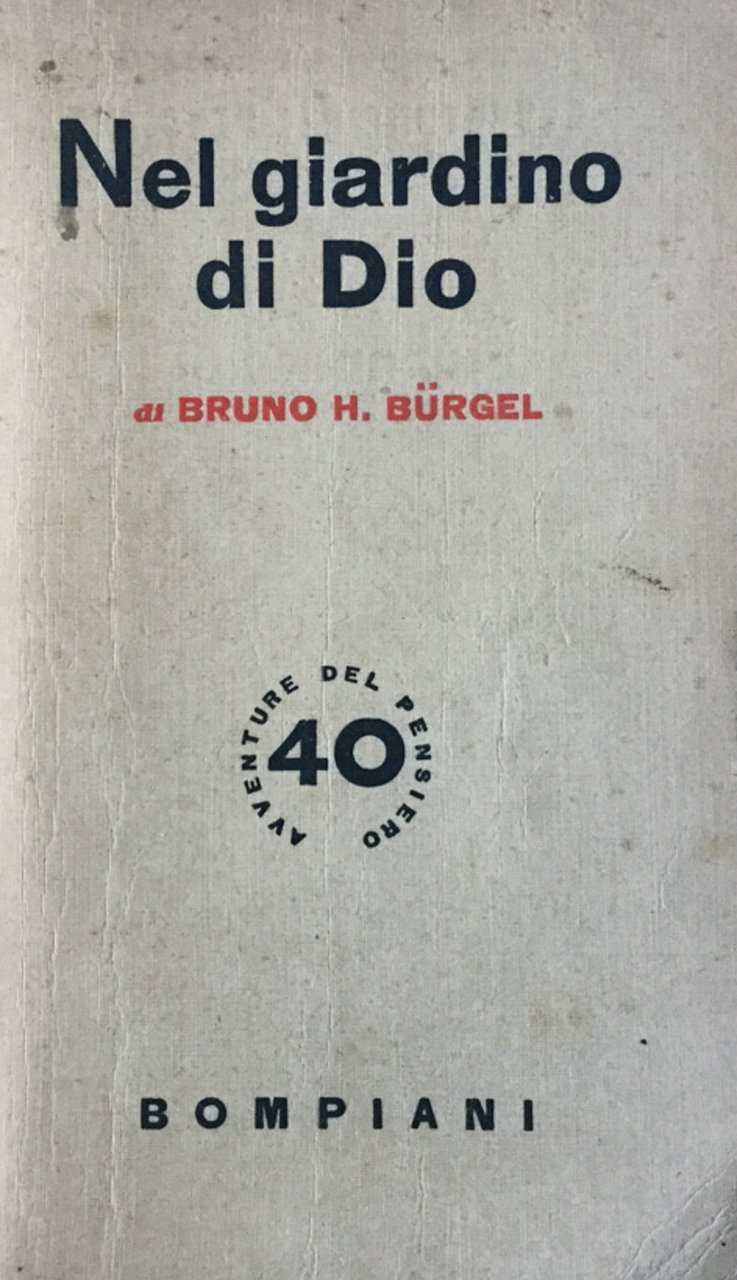 Nel giardino
di Dio
di BRUNO H. BÜRGEL
AVVENTURE DEL PENSIERO
40
BOMPIANI